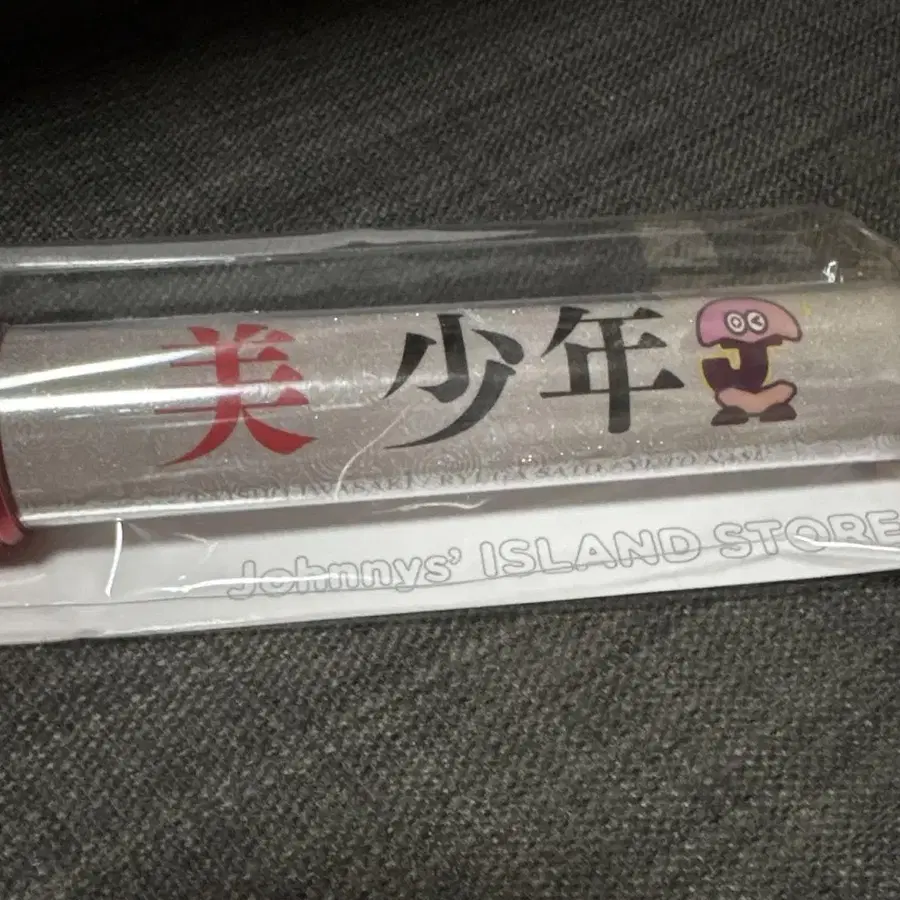 美 少年
Johnnys' ISLAND STORE